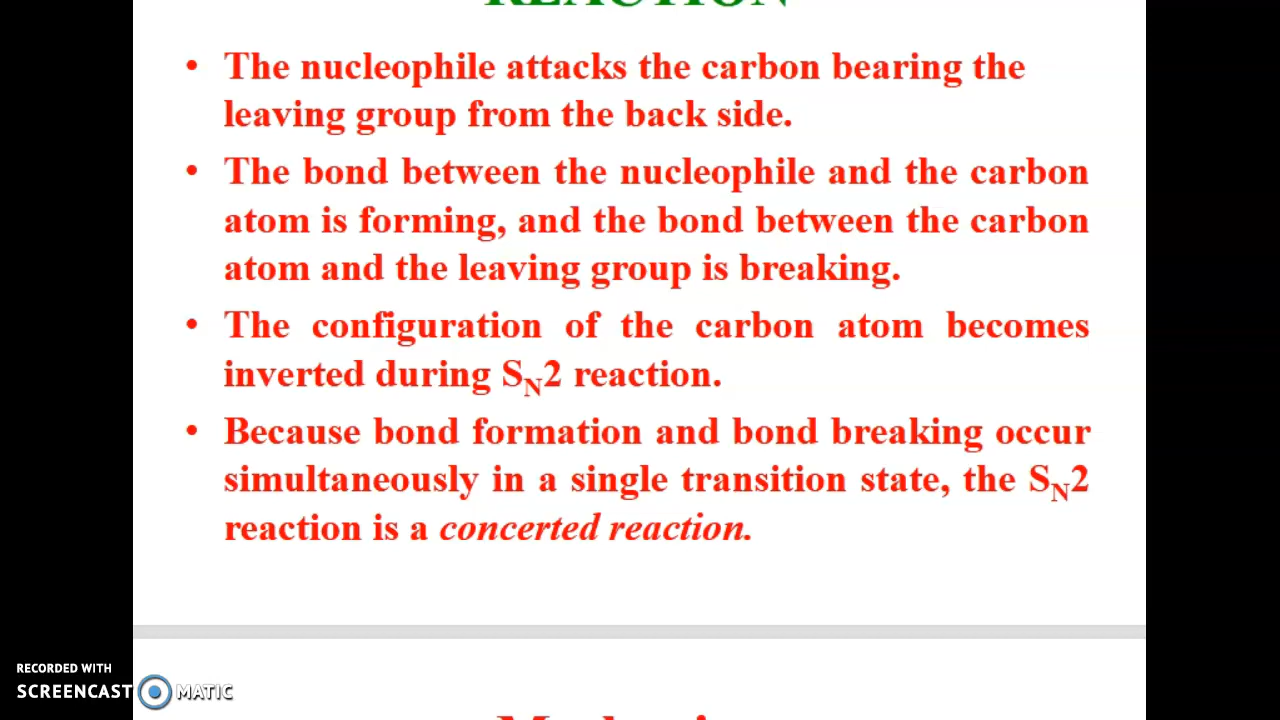 REACTION
• The nucleophile attacks the carbon bearing the
leaving group from the back side.
• The bond between the nucleophile and the carbon
atom is forming, and the bond between the carbon
atom and the leaving group is breaking.
• The configuration of the carbon atom becomes
inverted during SN2 reaction.
• Because bond formation and bond breaking occur
simultaneously in a single transition state, the SN2
reaction is a concerted reaction.
RECORDED WITH
SCREENCAST MATIC